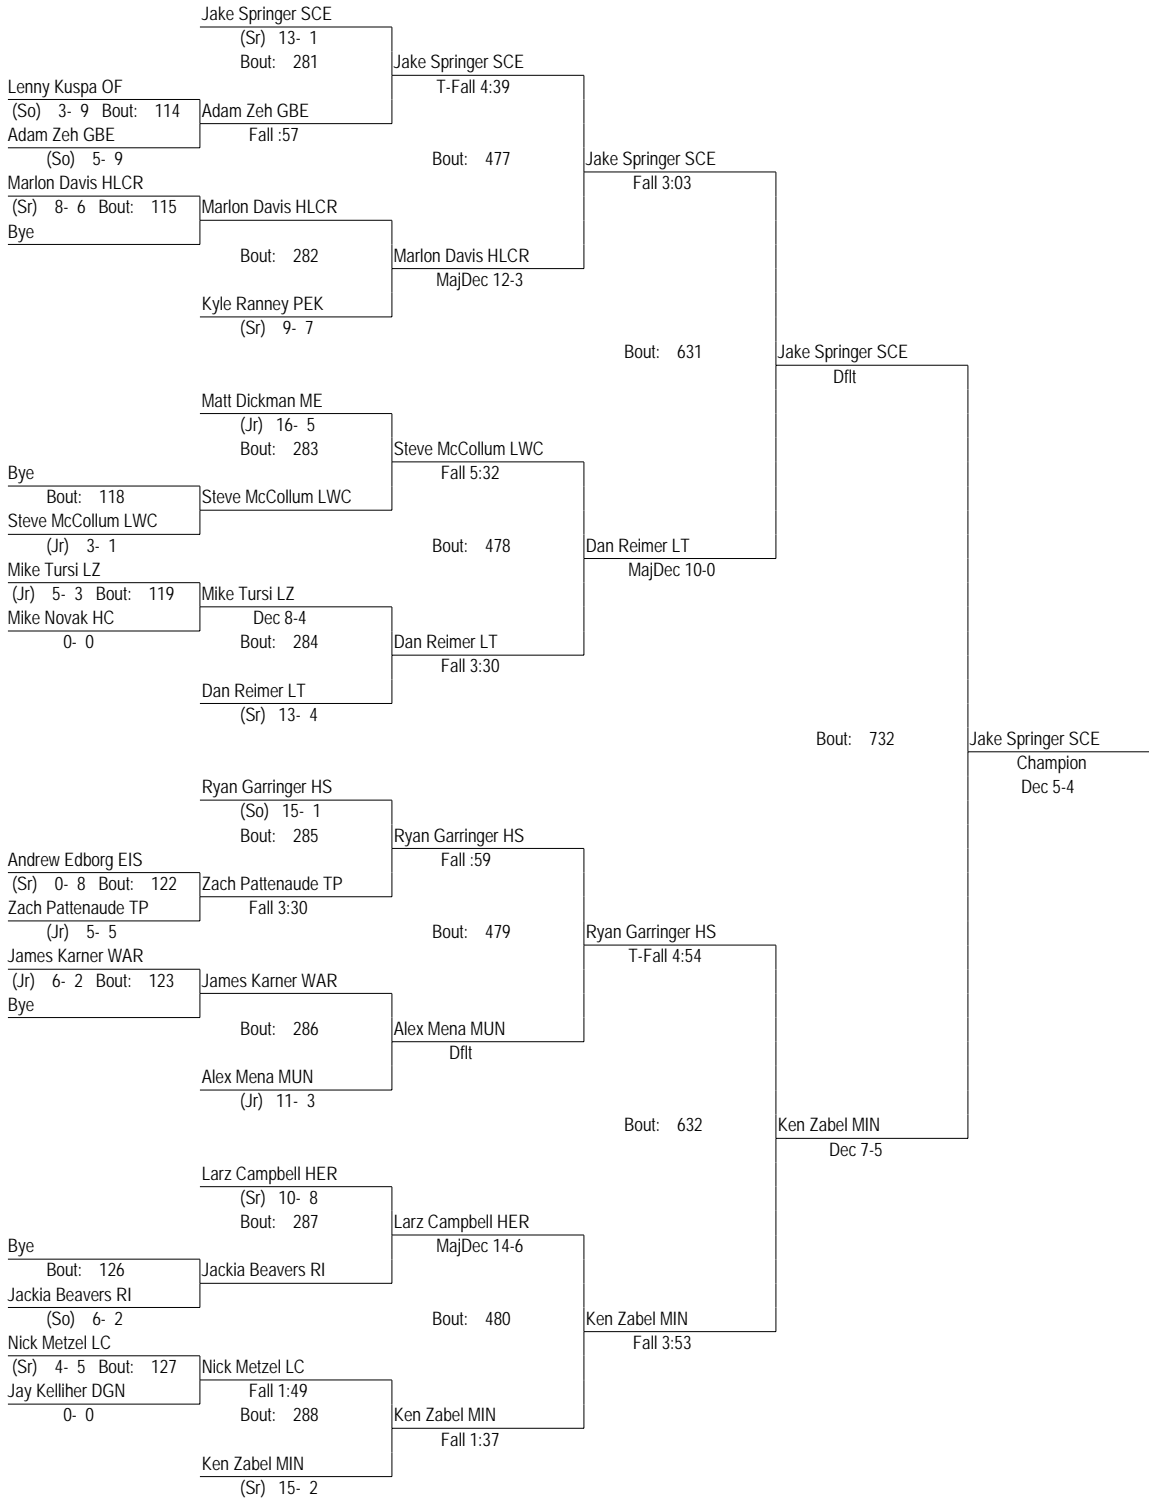 Jake Springer SCE
(Sr) 13- 1
Bout: 281
Jake Springer SCE
T-Fall 4:39
Lenny Kuspa OF
(So) 3- 9 Bout: 114
Adam Zeh GBE
Adam Zeh GBE
Fall :57
(So) 5- 9
Bout: 477
Jake Springer SCE
Fall 3:03
Marlon Davis HLCR
(Sr) 8- 6 Bout: 115
Marlon Davis HLCR
Bye
Bout: 282
Marlon Davis HLCR
MajDec 12-3
Kyle Ranney PEK
(Sr) 9- 7
Bout: 631
Jake Springer SCE
Dflt
Matt Dickman ME
(Jr) 16- 5
Bout: 283
Steve McCollum LWC
Fall 5:32
Bye
Bout: 118
Steve McCollum LWC
Steve McCollum LWC
(Jr) 3- 1
Bout: 478
Dan Reimer LT
MajDec 10-0
Mike Tursi LZ
(Jr) 5- 3 Bout: 119
Mike Tursi LZ
Mike Novak HC
Dec 8-4
0- 0
Bout: 284
Dan Reimer LT
Fall 3:30
Dan Reimer LT
(Sr) 13- 4
Bout: 732
Jake Springer SCE
Champion
Dec 5-4
Ryan Garringer HS
(So) 15- 1
Bout: 285
Ryan Garringer HS
Fall :59
Andrew Edborg EIS
(Sr) 0- 8 Bout: 122
Zach Pattenaude TP
Zach Pattenaude TP
Fall 3:30
(Jr) 5- 5
Bout: 479
Ryan Garringer HS
T-Fall 4:54
James Karner WAR
(Jr) 6- 2 Bout: 123
James Karner WAR
Bye
Bout: 286
Alex Mena MUN
Dflt
Alex Mena MUN
(Jr) 11- 3
Bout: 632
Ken Zabel MIN
Dec 7-5
Larz Campbell HER
(Sr) 10- 8
Bout: 287
Larz Campbell HER
MajDec 14-6
Bye
Bout: 126
Jackia Beavers RI
Jackia Beavers RI
(So) 6- 2
Bout: 480
Ken Zabel MIN
Fall 3:53
Nick Metzel LC
(Sr) 4- 5 Bout: 127
Nick Metzel LC
Jay Kelliher DGN
Fall 1:49
0- 0
Bout: 288
Ken Zabel MIN
Fall 1:37
Ken Zabel MIN
(Sr) 15- 2